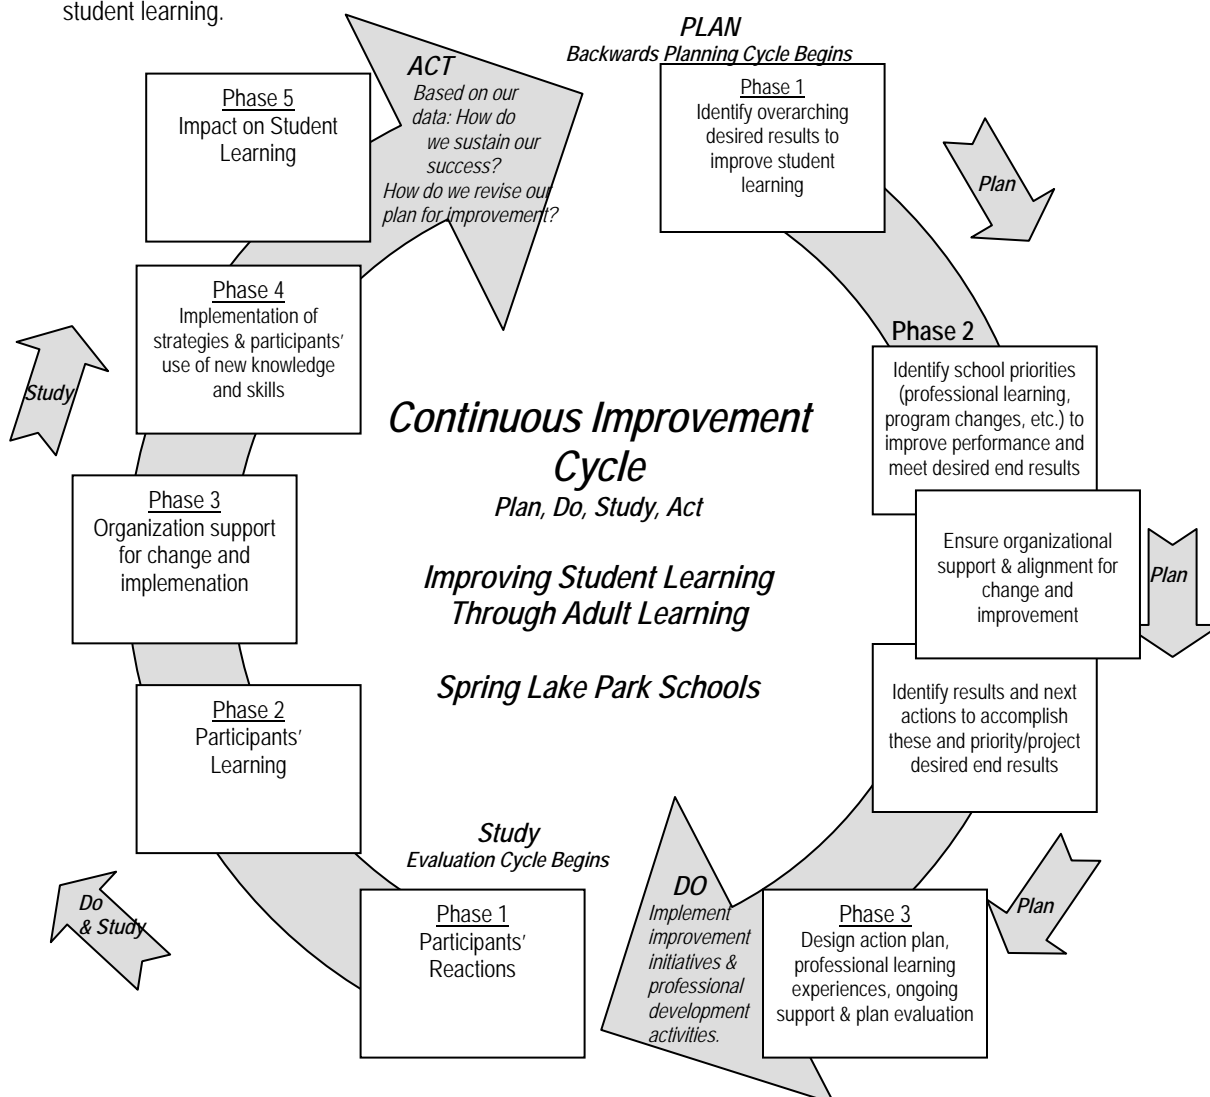 student learning.
PLAN
Backwards Planning Cycle Begins
ACT
Based on our
data: How do
we sustain our
success?
How do we revise our
plan for improvement?
Phase 5
Impact on Student
Learning
Phase 1
Identify overarching
desired results to
improve student
learning
Plan
Phase 4
Implementation of
strategies & participants’
use of new knowledge
and skills
Study
Phase 2
Identify school priorities
(professional learning,
program changes, etc.) to
improve performance and
meet desired end results
Continuous Improvement
Cycle
Plan, Do, Study, Act
Improving Student Learning
Through Adult Learning
Spring Lake Park Schools
Phase 3
Organization support
for change and
implemenation
Ensure organizational
support & alignment for
change and
improvement
Plan
Identify results and next
actions to accomplish
these and priority/project
desired end results
Phase 2
Participants’
Learning
Study
Evaluation Cycle Begins
Do
& Study
Phase 1
Participants’
Reactions
DO
Implement
improvement
initiatives &
professional
development
activities.
Phase 3
Design action plan,
professional learning
experiences, ongoing
support & plan evaluation
Plan